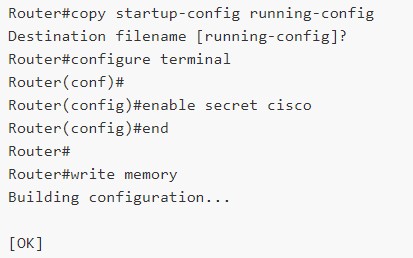 Router#copy startup-config running-config
Destination filename [running-config]?
Router#configure terminal
Router(conf)#
Router(config)#enable secret cisco
Router(config)#end
Router#
Router#write memory
Building configuration...
[OK]